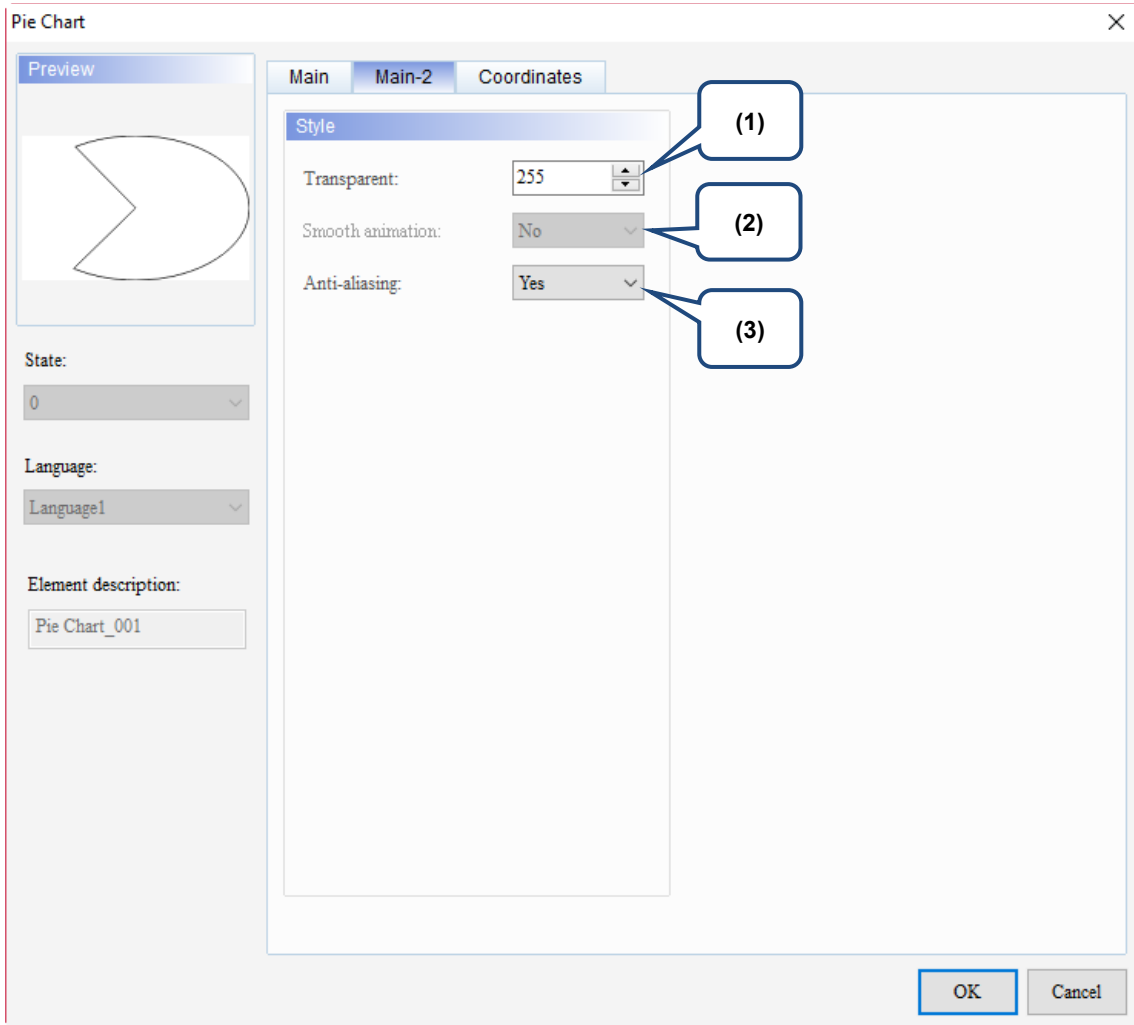 Pie Chart
Preview
Main Main-2 Coordinates
Style
Transparent: 255
(1)
Smooth animation: No
(2)
Anti-aliasing: Yes
(3)
State:
0
Language:
Language1
Element description:
Pie Chart_001
OK Cancel